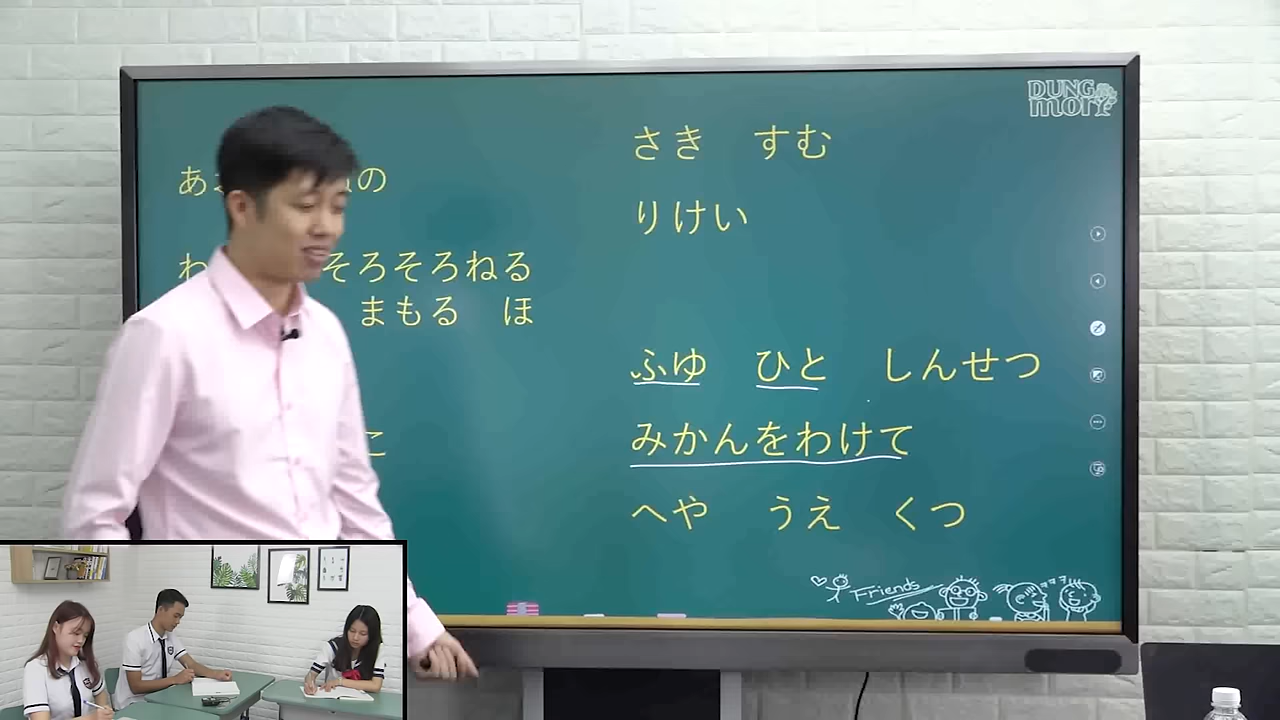 DUNG mori
さき すむ
りけい
の
そろそろねる
まもる ほ
ふゆ ひと しんせつ
みかんをわけて
へや うえ くつ
Friends